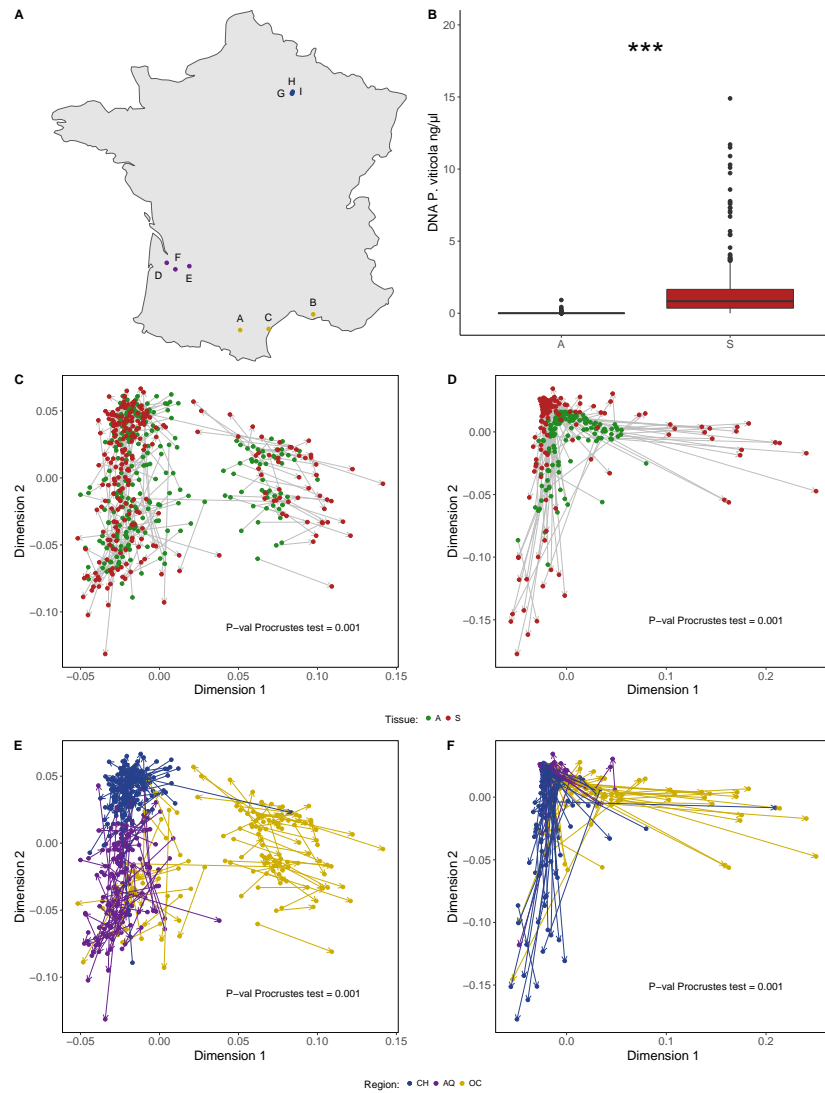 A
H
G I
F
D
E
A C B
B
DNA P. viticola ng/µl
20
15
10
5
0
***
A S
C
Dimension 2
0.05
0.00
−0.05
−0.10
P−val Procrustes test = 0.001
−0.05 0.00 0.05 0.10 0.15
Dimension 1
D
Dimension 2
0.00
−0.05
−0.10
−0.15
P−val Procrustes test = 0.001
0.0 0.1 0.2
Dimension 1
Tissue: A S
E
Dimension 2
0.05
0.00
−0.05
−0.10
P−val Procrustes test = 0.001
−0.05 0.00 0.05 0.10 0.15
Dimension 1
F
Dimension 2
0.00
−0.05
−0.10
−0.15
P−val Procrustes test = 0.001
0.0 0.1 0.2
Dimension 1
Region: CH AQ OC